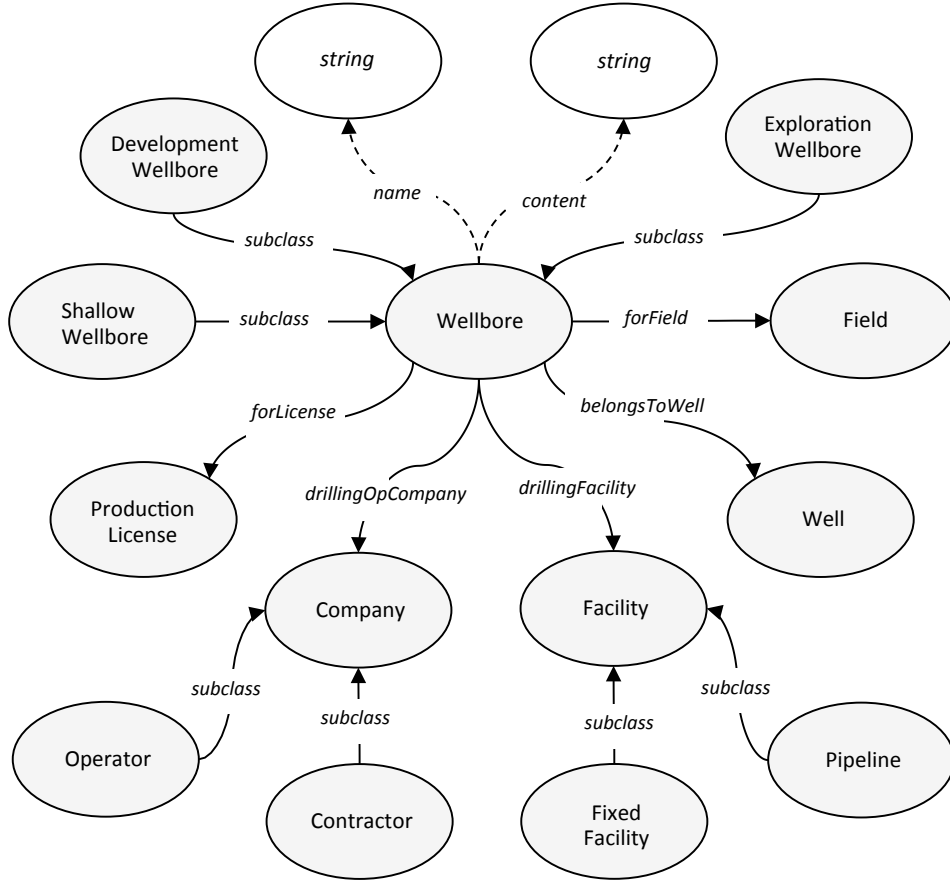 string
string
Development
Wellbore
Exploration
Wellbore
name
content
subclass
subclass
Shallow
Wellbore
subclass
Wellbore
forField
Field
forLicense
belongsToWell
Production
License
drillingOpCompany
drillingFacility
Well
Company
Facility
subclass
subclass
subclass
subclass
Operator
Pipeline
Contractor
Fixed
Facility